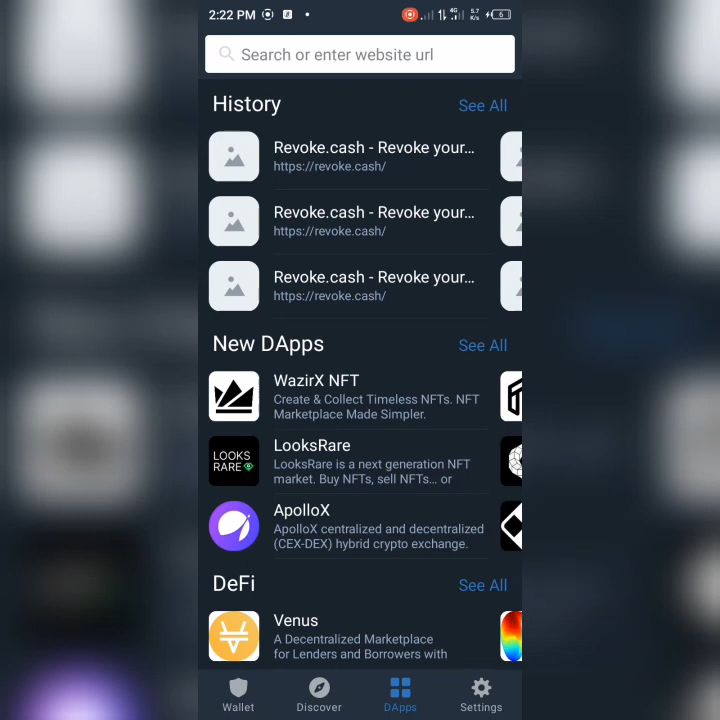 2:22 PM
4G
5.7
K/s
6
Search or enter website url
History
See All
Revoke.cash - Revoke your...
https://revoke.cash/
Revoke.cash - Revoke your...
https://revoke.cash/
Revoke.cash - Revoke your...
https://revoke.cash/
New DApps
See All
WazirX NFT
Create & Collect Timeless NFTs. NFT
Marketplace Made Simpler.
LOOKS
RARE
LooksRare
LooksRare is a next generation NFT
market. Buy NFTs, sell NFTs... or
ApolloX
ApolloX centralized and decentralized
(CEX-DEX) hybrid crypto exchange.
DeFi
See All
Venus
A Decentralized Marketplace
for Lenders and Borrowers with
Wallet
Discover
DApps
Settings